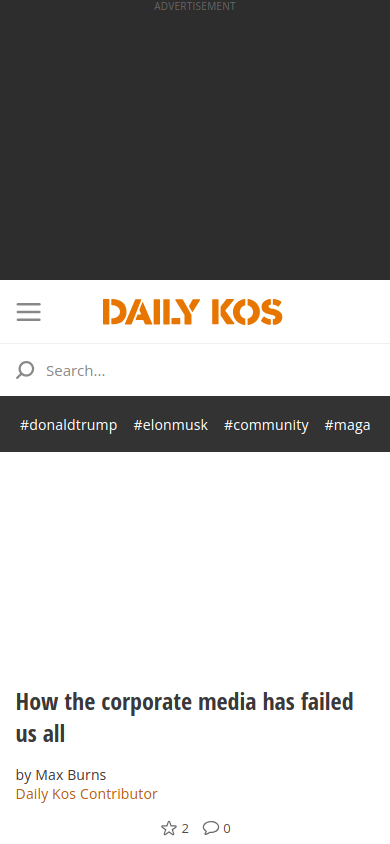 ADVERTISEMENT
DAILY KOS
Search...
#donaldtrump #elonmusk #community #maga
How the corporate media has failed
us all
by Max Burns
Daily Kos Contributor
2 0